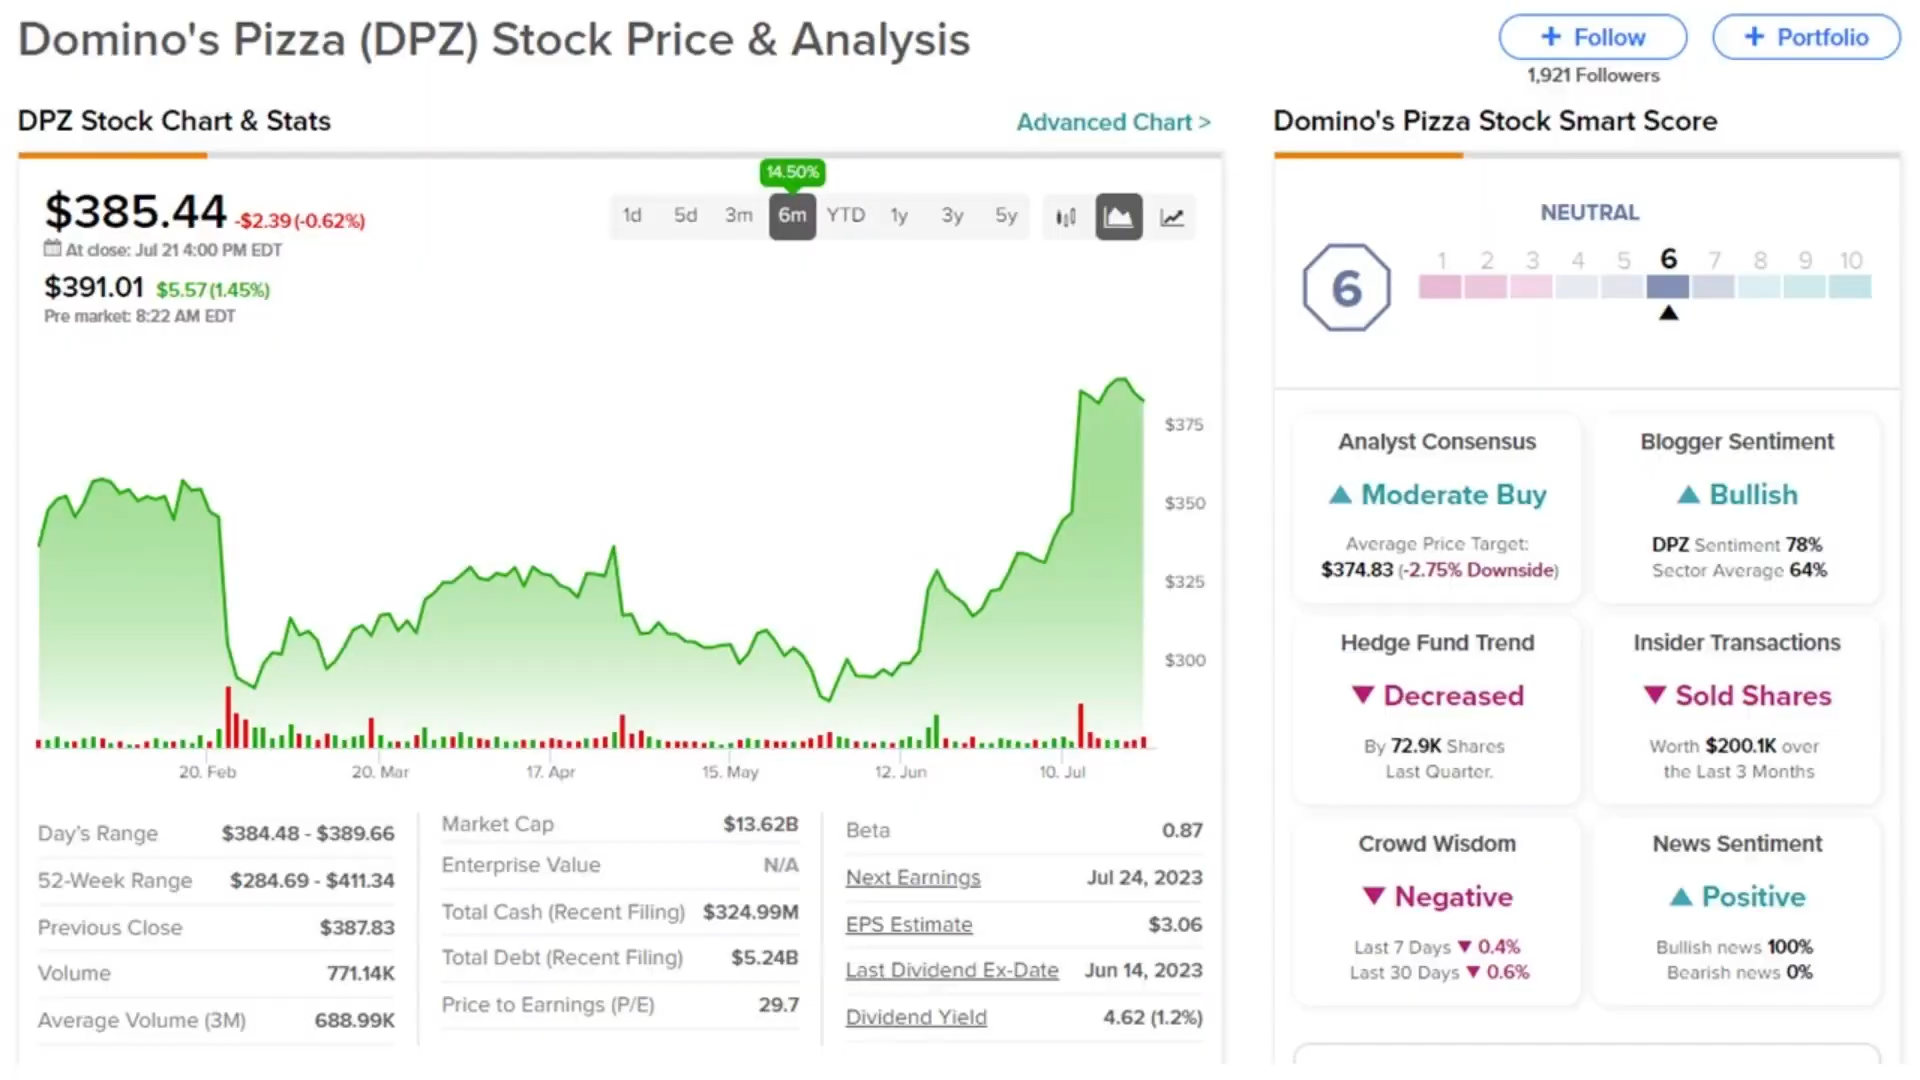 Domino's Pizza (DPZ) Stock Price & Analysis
+ Follow
+ Portfolio
1,921 Followers
DPZ Stock Chart & Stats
Advanced Chart >
$385.44 -$2.39 (-0.62%)
At close: Jul 21 4:00 PM EDT
$391.01 $5.57 (1.45%)
Pre market: 8:22 AM EDT
14.50%
1d 5d 3m 6m YTD 1y 3y 5y
$375
$350
$325
$300
20. Feb 20. Mar 17. Apr 15. May 12. Jun 10. Jul
Day's Range $384.48 - $389.66
52-Week Range $284.69 - $411.34
Previous Close $387.83
Volume 771.14K
Average Volume (3M) 688.99K
Market Cap $13.62B
Enterprise Value N/A
Total Cash (Recent Filing) $324.99M
Total Debt (Recent Filing) $5.24B
Price to Earnings (P/E) 29.7
Beta 0.87
Next Earnings Jul 24, 2023
EPS Estimate $3.06
Last Dividend Ex-Date Jun 14, 2023
Dividend Yield 4.62 (1.2%)
Domino's Pizza Stock Smart Score
NEUTRAL
6
1 2 3 4 5 6 7 8 9 10
Analyst Consensus
Moderate Buy
Average Price Target:
$374.83 (-2.75% Downside)
Blogger Sentiment
Bullish
DPZ Sentiment 78%
Sector Average 64%
Hedge Fund Trend
Decreased
By 72.9K Shares
Last Quarter.
Insider Transactions
Sold Shares
Worth $200.1K over
the Last 3 Months
Crowd Wisdom
Negative
Last 7 Days ▼ 0.4%
Last 30 Days ▼ 0.6%
News Sentiment
Positive
Bullish news 100%
Bearish news 0%